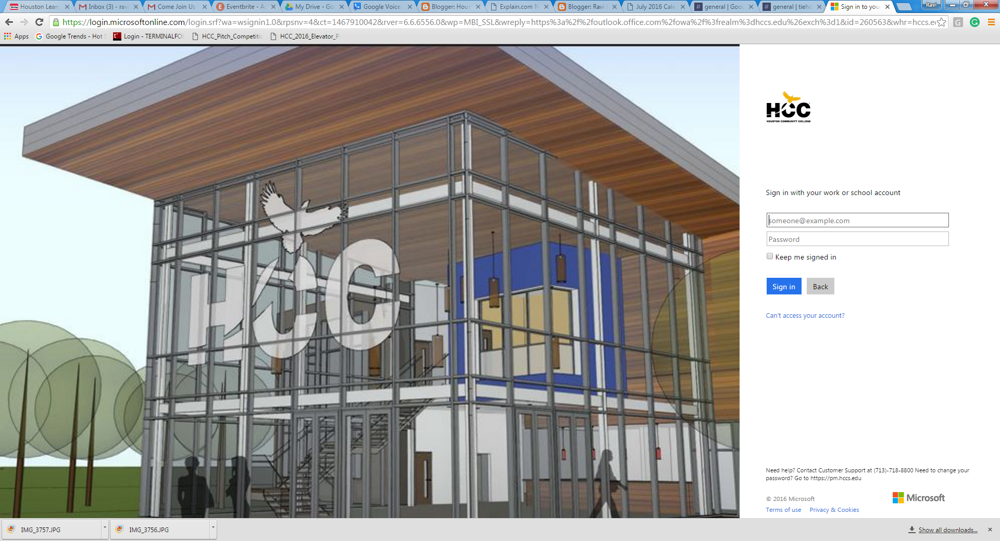 Houston Lean
Inbox (3) - rav
Come Join Us
Eventbrite - A
My Drive - Go
Google Voice
Blogger: Hous
Explain.com N
Blogger: Ravi
July 2016 Cale
general | Goo
general | tieho
Sign in to your
Ravi
https://login.microsoftonline.com/login.srf?wa=wsignin1.0&rpsnv=4&ct=1467910042&rver=6.6.6556.0&wp=MBI_SSL&wreply=https%3a%2f%2foutlook.office.com%2fowa%2f%3frealm%3dhccs.edu%26exch%3d1&id=260563&whr=hccs.e
Apps
Google Trends - Hot S
Login - TERMINALFOU
HCC_Pitch_Competitic
HCC_2016_Elevator_P
HCC
HCC
HOUSTON COMMUNITY COLLEGE
Sign in with your work or school account
someone@example.com
Password
Keep me signed in
Sign in
Back
Can't access your account?
Need help? Contact Customer Support at (713)-718-8800 Need to change your
password? Go to https://pm.hccs.edu
© 2016 Microsoft
Microsoft
Terms of use
Privacy & Cookies
IMG_3757.JPG
IMG_3756.JPG
Show all downloads...